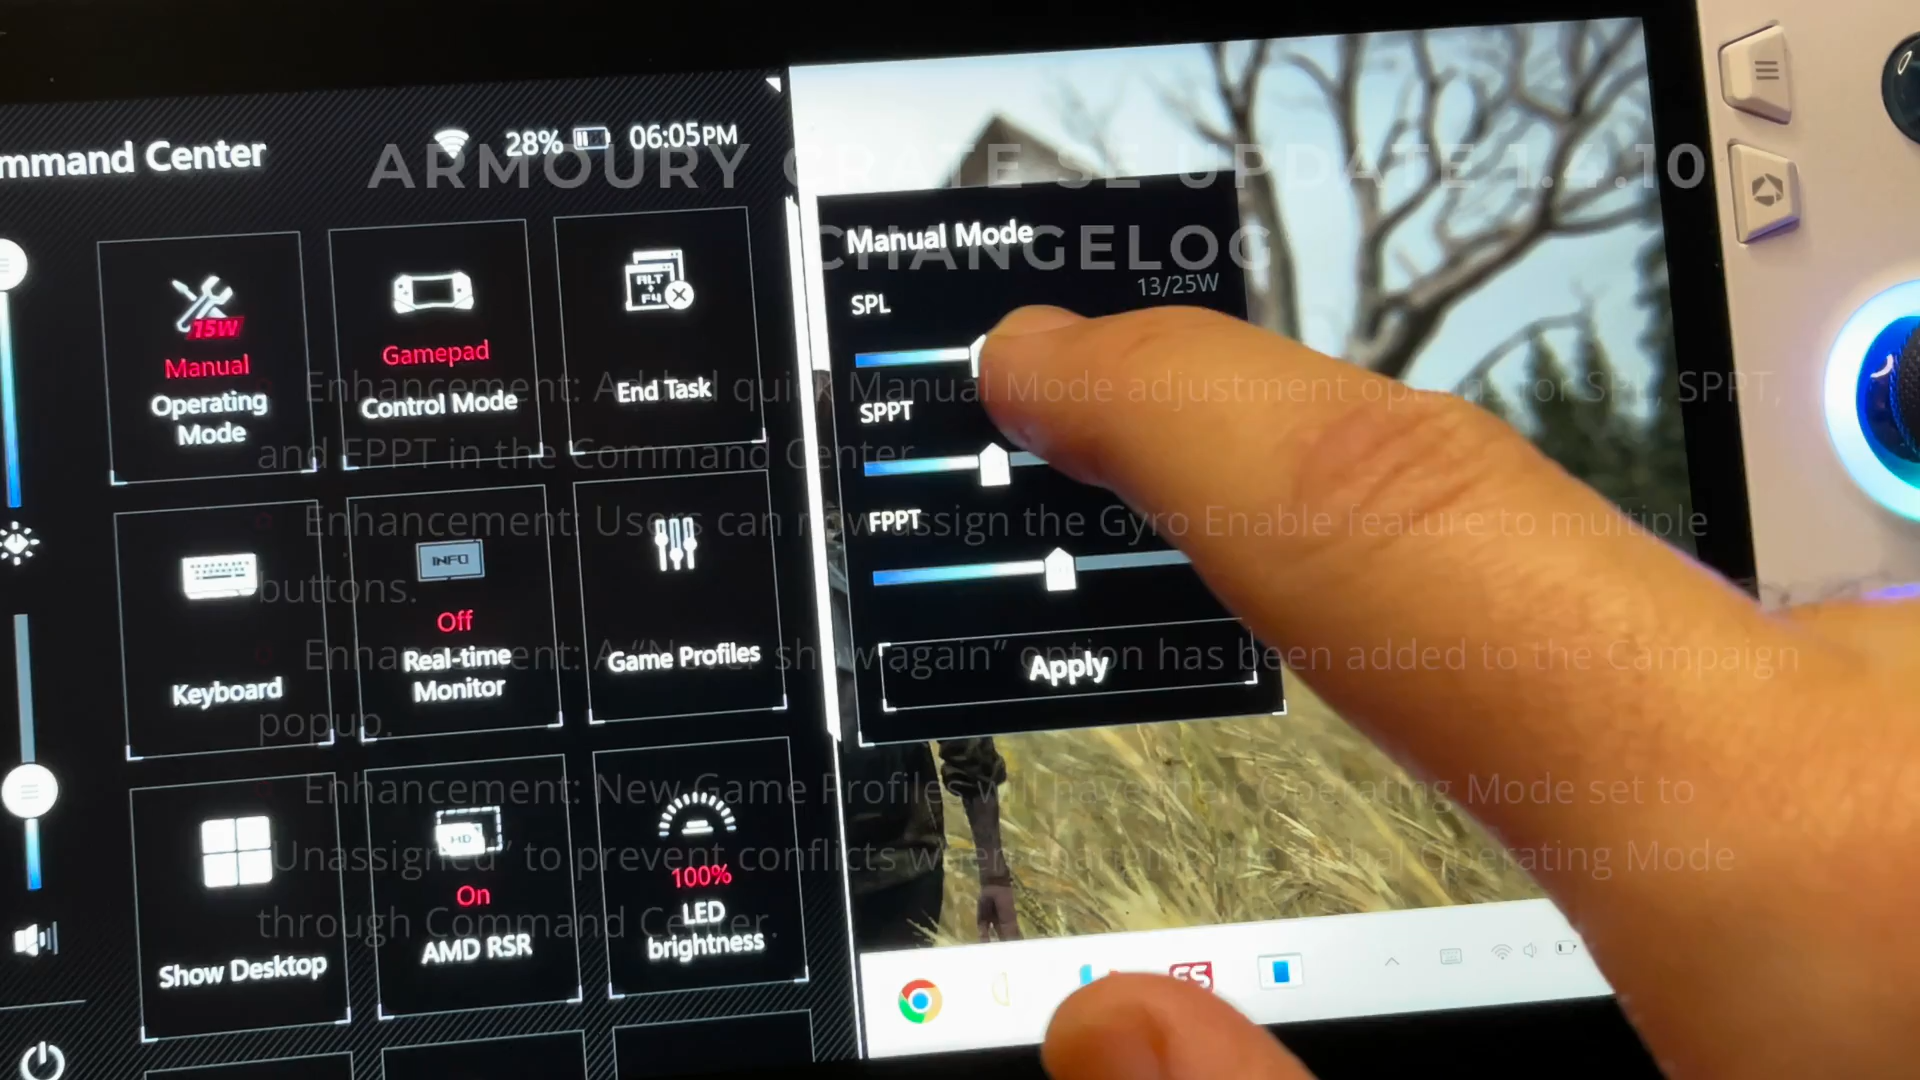 mmand Center
28%
06:05PM
ARMOURY CRATE SE UPDATE 1.4.10
CHANGELOG
15W
Manual
Operating
Mode
Gamepad
Control Mode
ALT
+
F4
End Task
Keyboard
INFO
Off
Real-time
Monitor
Game Profiles
Show Desktop
HD
On
AMD RSR
100%
LED
brightness
Manual Mode
SPL
13/25W
SPPT
FPPT
Apply
Enhancement: Added quick Manual Mode adjustment for SPL, SPPT,
and FPPT in the Command Center.
Enhancement: Users can now assign the Gyro Enable feature to multiple
buttons.
Enhancement: A show again” option has been added to the Campaign
popup.
Enhancement: New Game Profile will have their Operating Mode set to
Unassigned” to prevent conflicts when changing the Operating Mode
through Command Center.